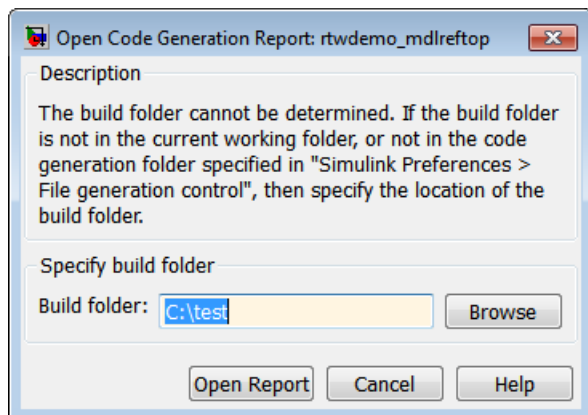 Open Code Generation Report: rtwdemo_mdlreftop
Description
The build folder cannot be determined. If the build folder
is not in the current working folder, or not in the code
generation folder specified in "Simulink Preferences >
File generation control", then specify the location of the
build folder.
Specify build folder
Build folder: C:\test Browse
Open Report Cancel Help